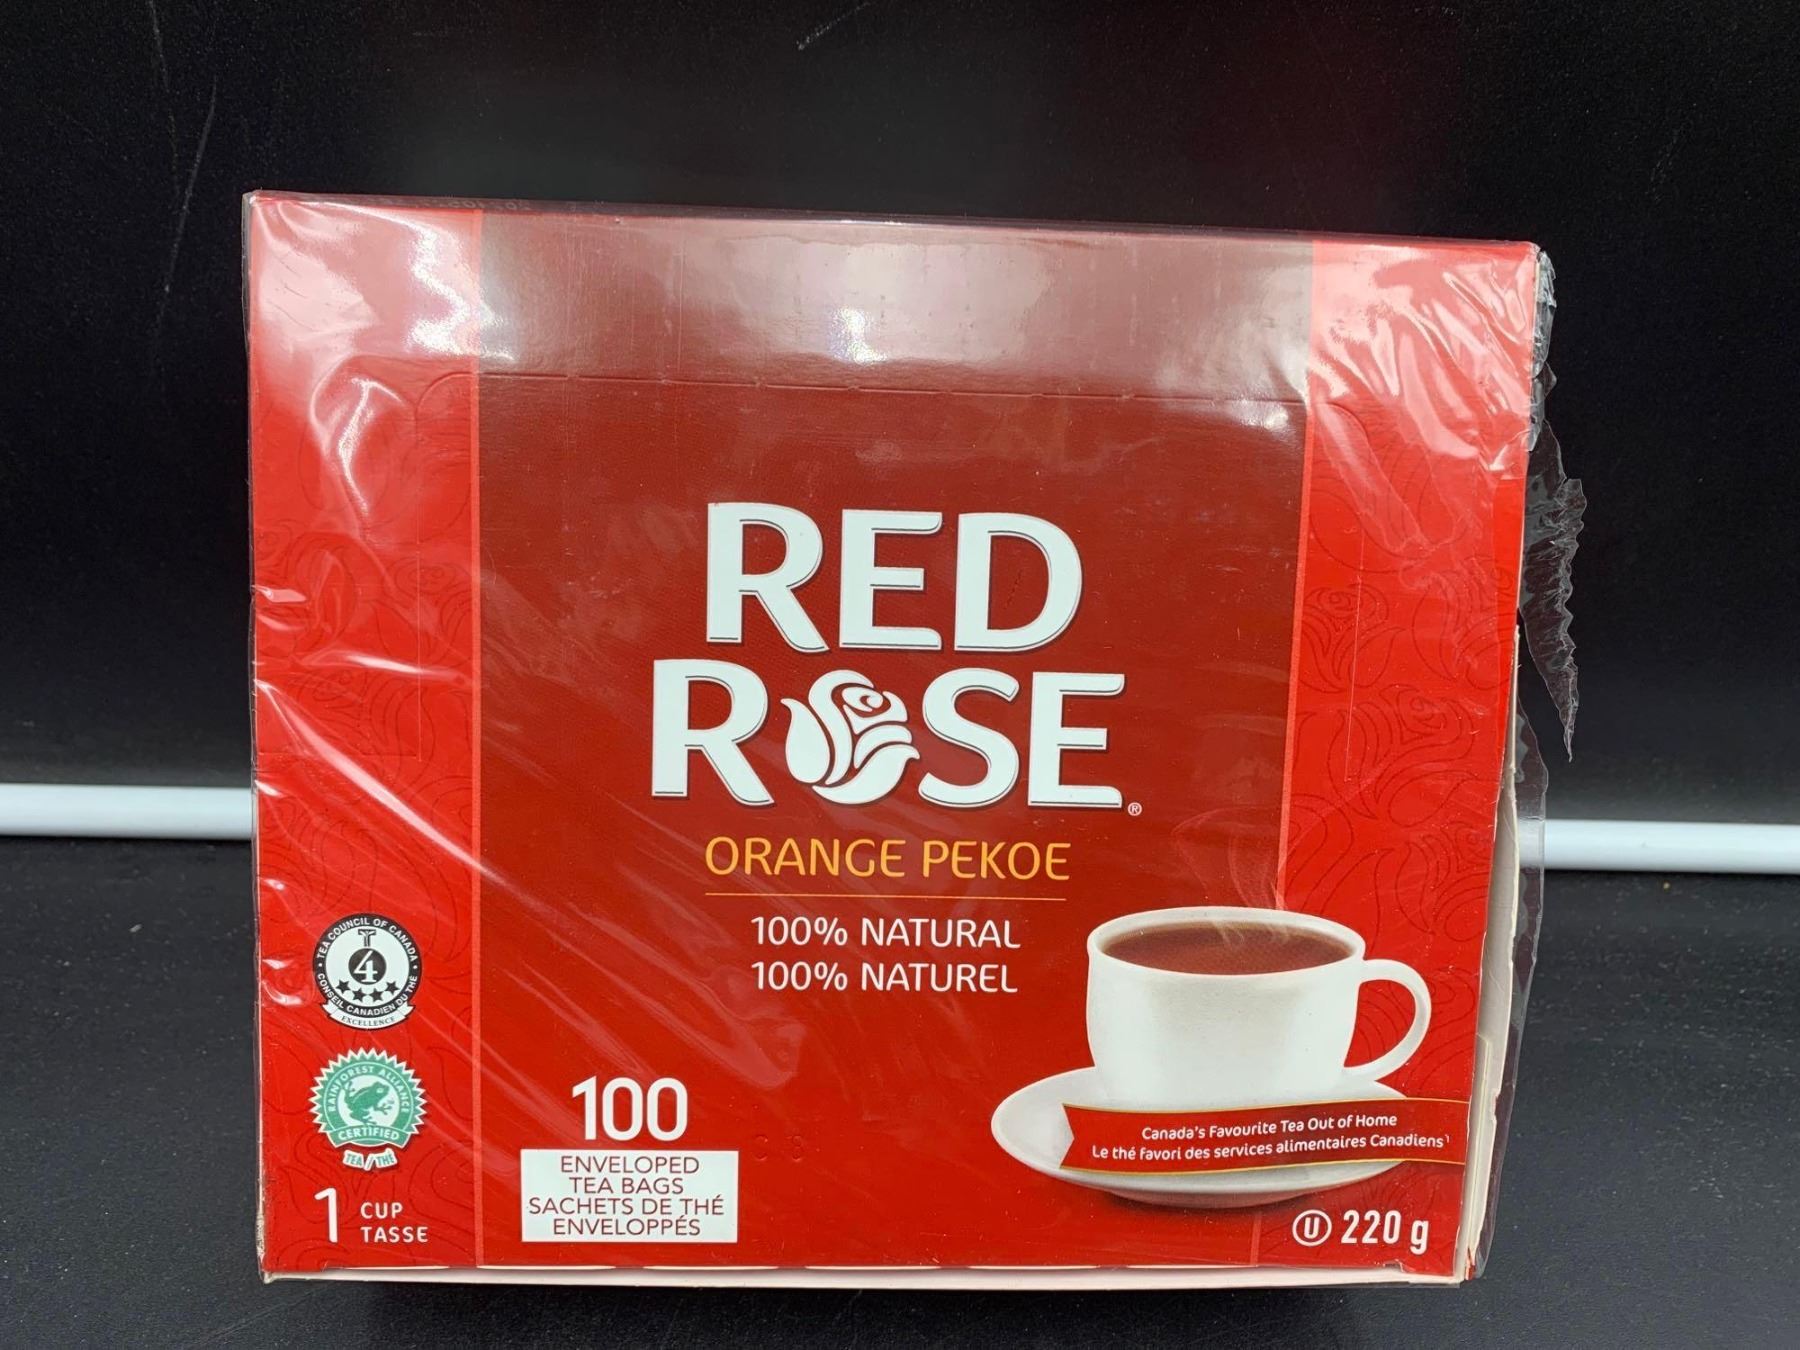 RED
ROSE®
ORANGE PEKOE
100% NATURAL
100% NATUREL
TEA COUNCIL OF CANADA
4
CONSEIL CANADIEN DU THE
EXCELLENCE
RAINFOREST ALLIANCE
CERTIFIED
TEA/THÉ
1 CUP
TASSE
100
ENVELOPED
TEA BAGS
SACHETS DE THÉ
ENVELOPPÉS
Canada's Favourite Tea Out of Home
Le thé favori des services alimentaires Canadiens¹
U 220 g